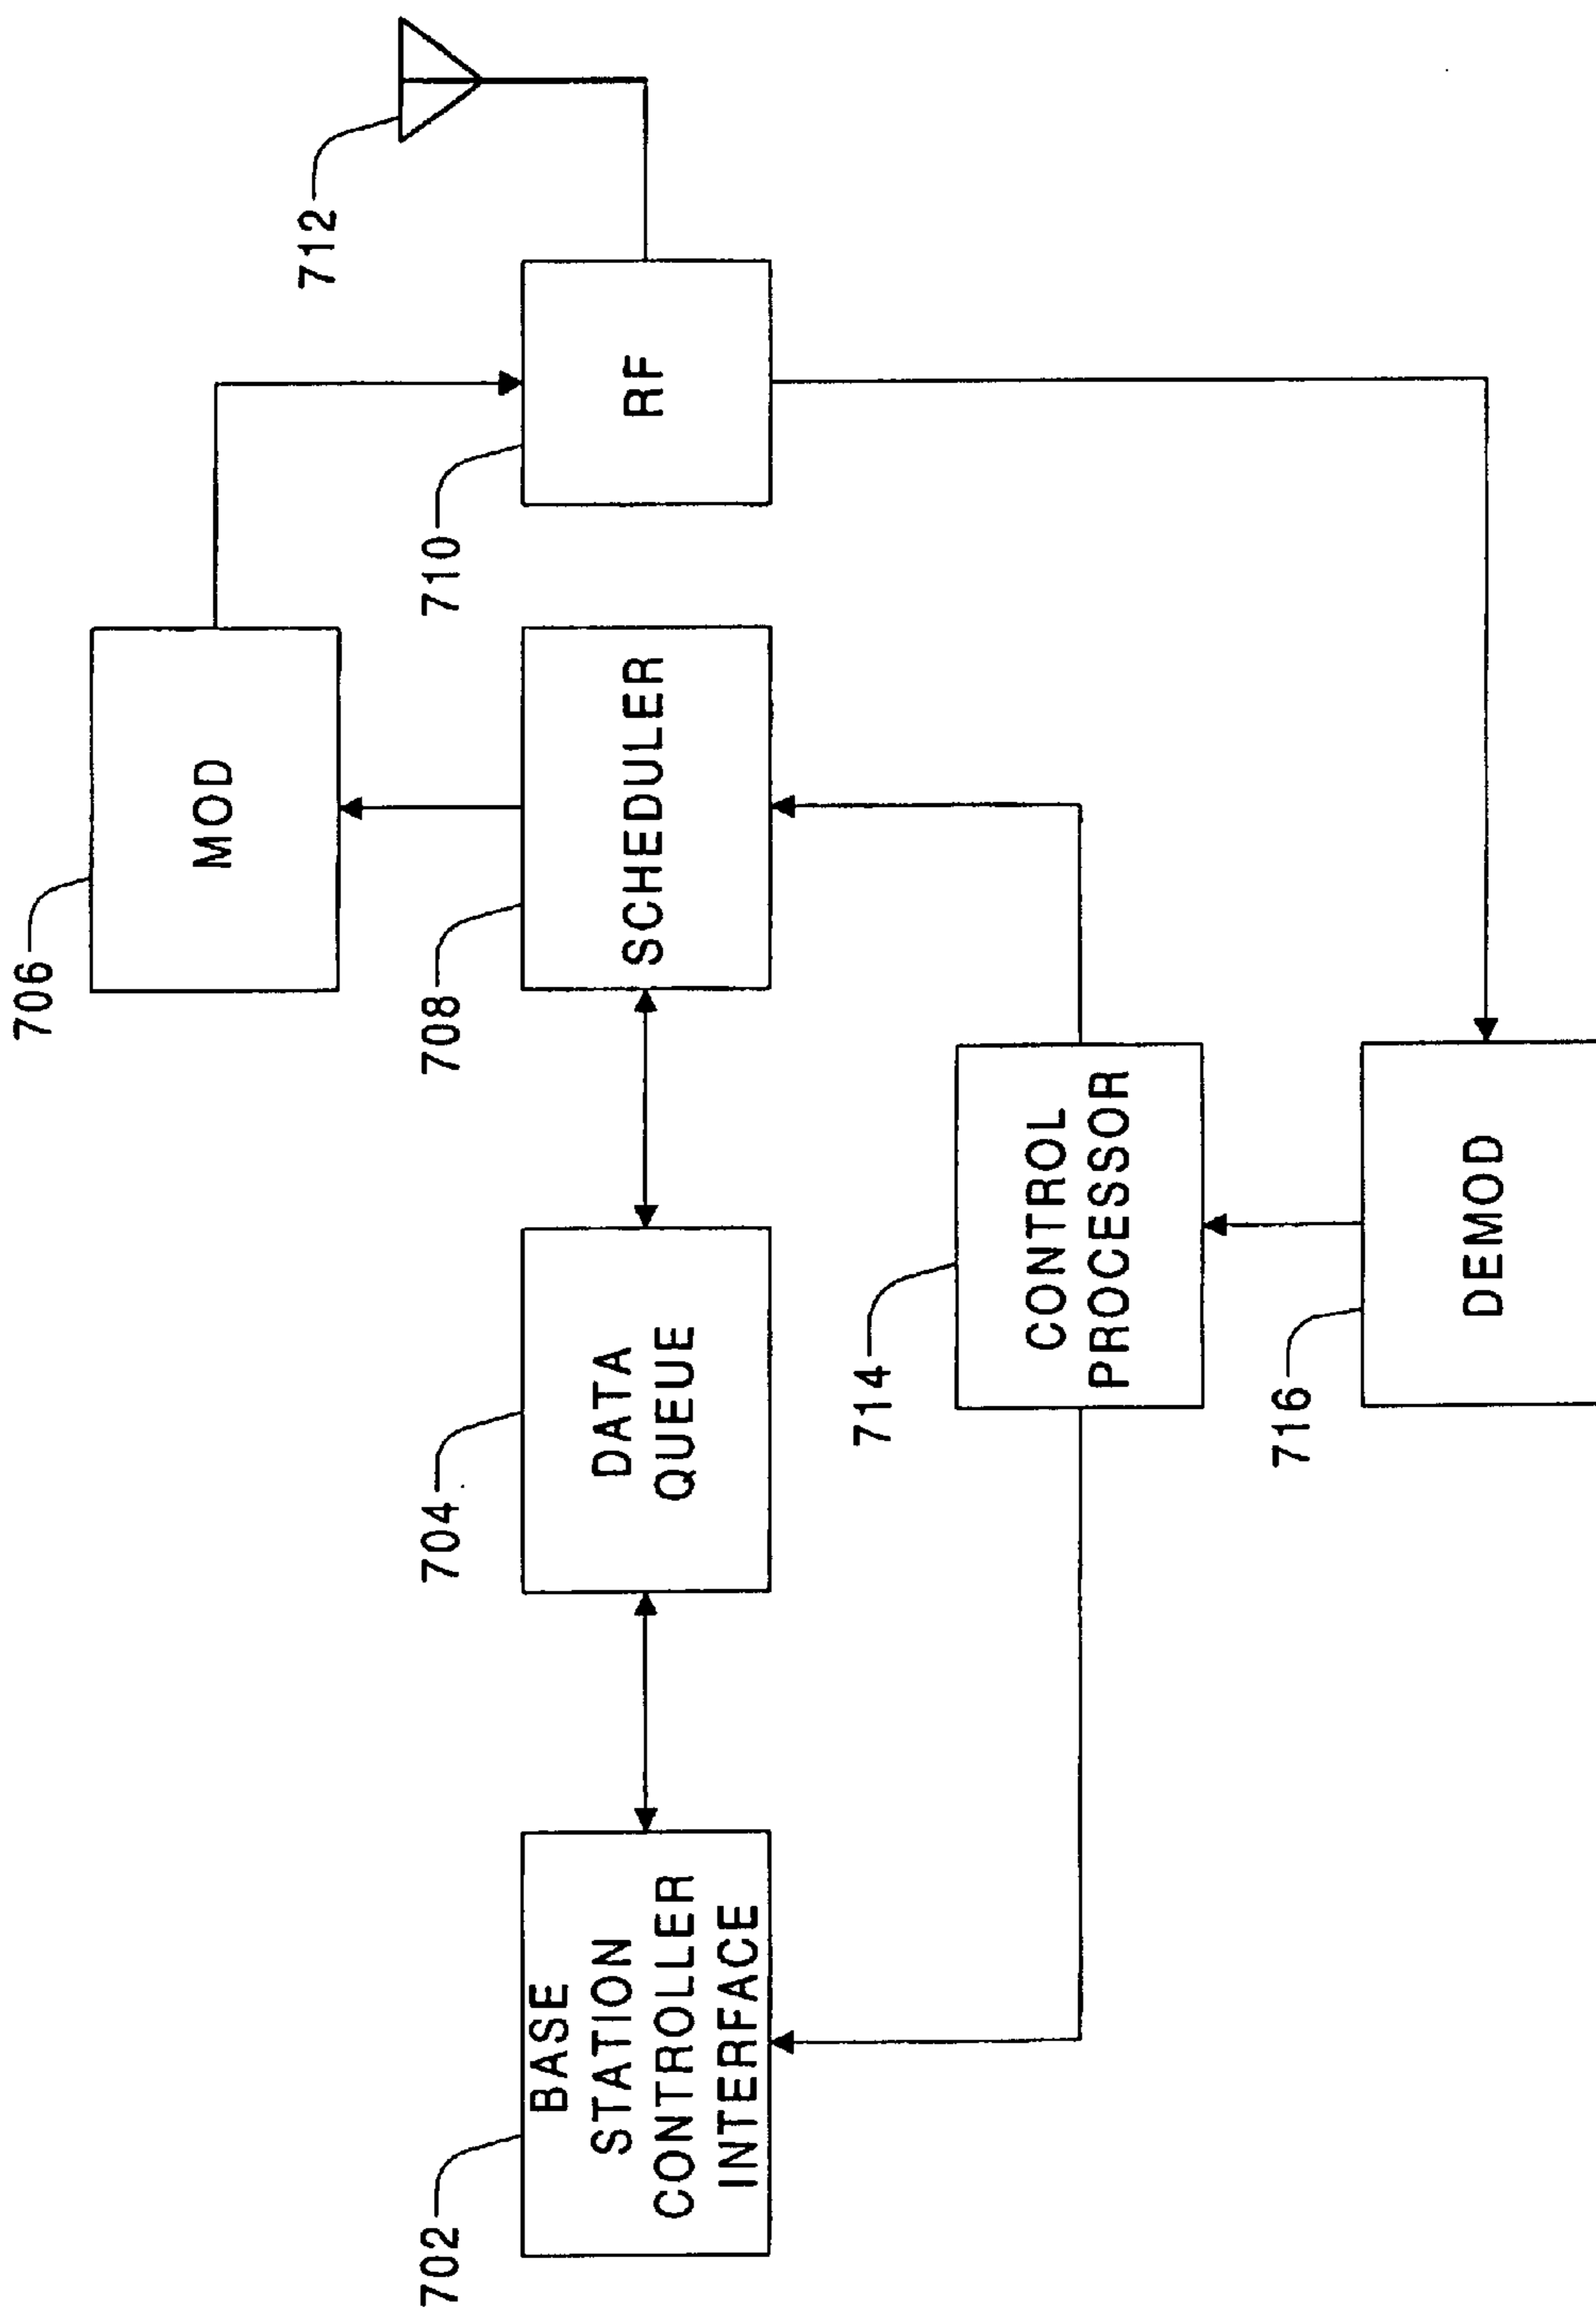 706
MOD
712
702
BASE
STATION
CONTROLLER
INTERFACE
704
DATA
QUEUE
708
SCHEDULER
710
RF
714
CONTROL
PROCESSOR
716
DEMOD